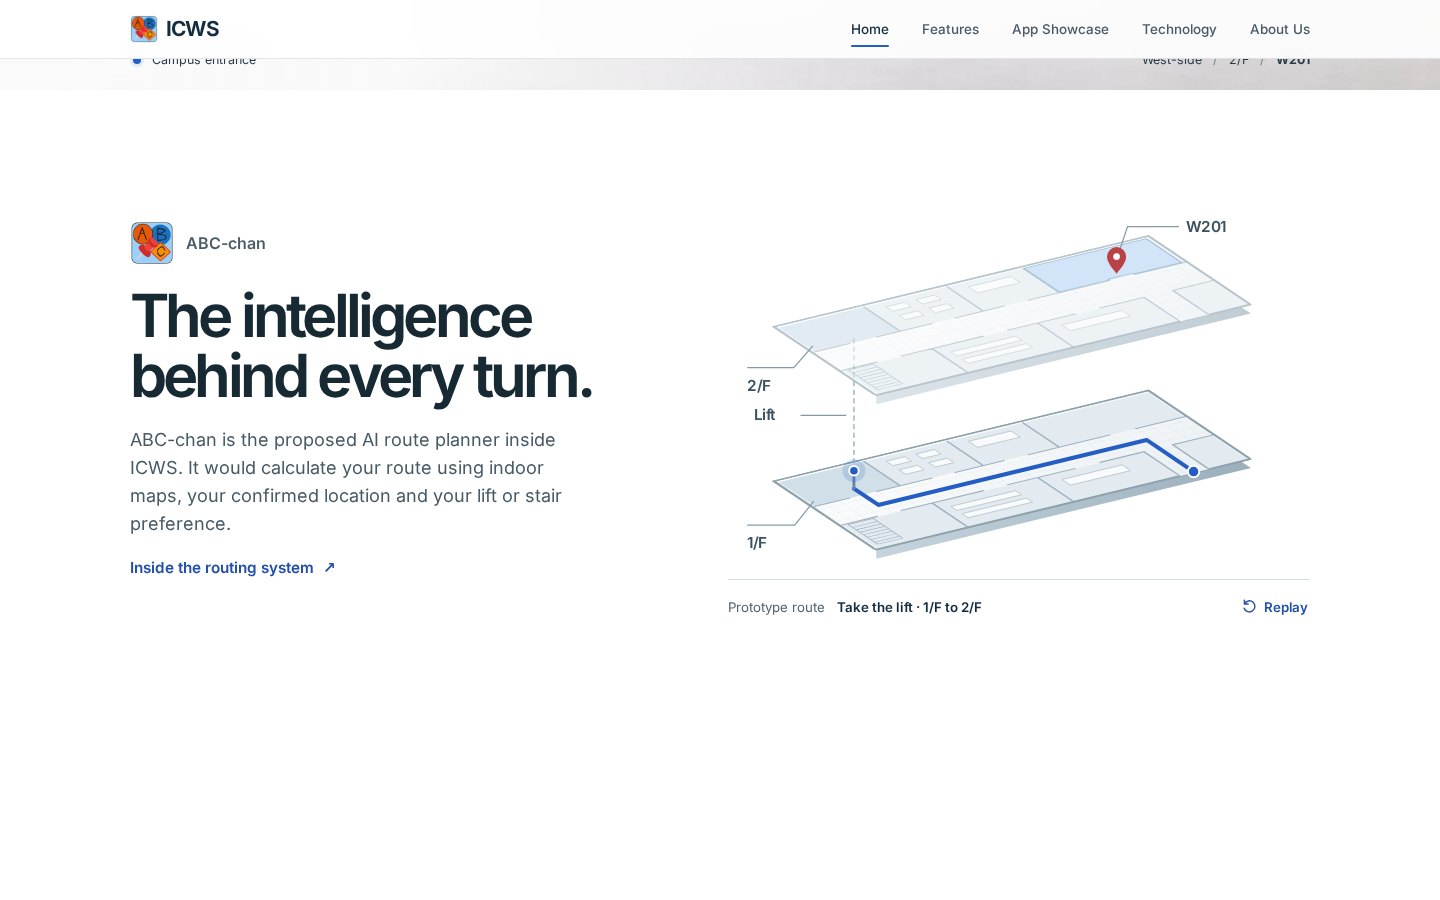 ICWS
Home
Features
App Showcase
Technology
About Us
Campus entrance
West-side / 2/F / W201
ABC-chan
The intelligence
behind every turn.
ABC-chan is the proposed AI route planner inside
ICWS. It would calculate your route using indoor
maps, your confirmed location and your lift or stair
preference.
Inside the routing system ↗
W201
2/F
Lift
1/F
Prototype route Take the lift · 1/F to 2/F
Replay